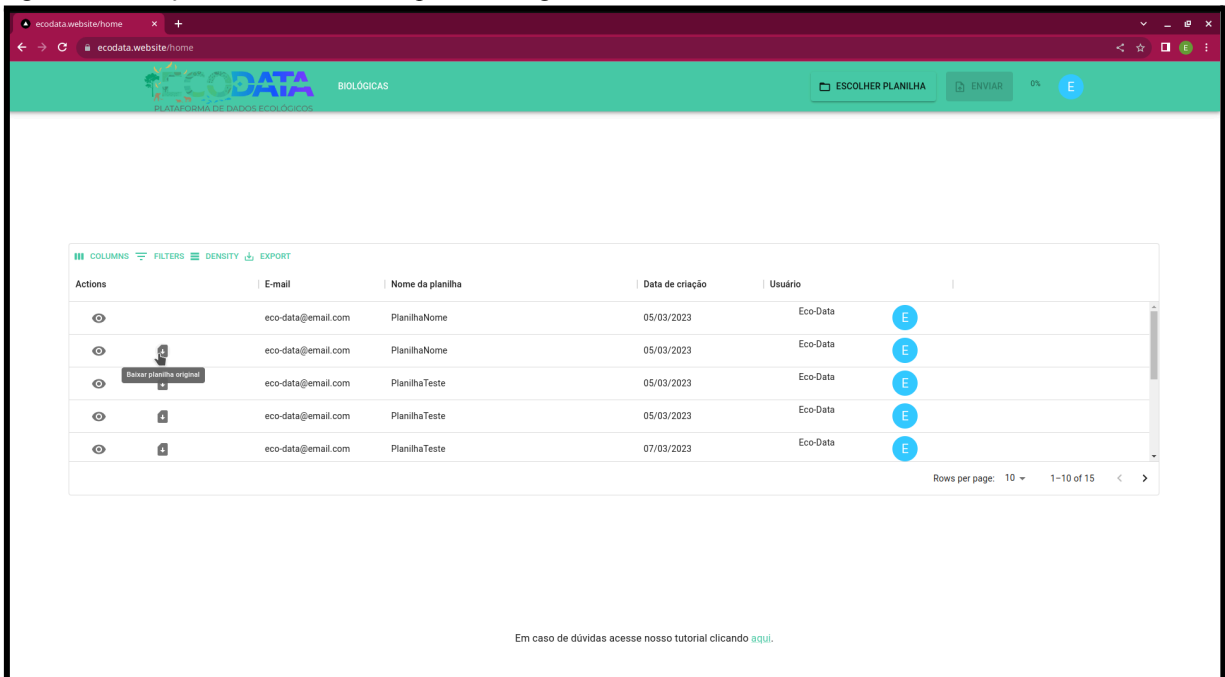 ecodata.website/home
ecodata.website/home
E
ECODATA
PLATAFORMA DE DADOS ECOLÓGICOS
BIOLÓGICAS
ESCOLHER PLANILHA
ENVIAR
0%
E
COLUMNS FILTERS DENSITY EXPORT
Actions E-mail Nome da planilha Data de criação Usuário
eco-data@email.com PlanilhaNome 05/03/2023 Eco-Data E
eco-data@email.com PlanilhaNome 05/03/2023 Eco-Data E
Baixar planilha original
eco-data@email.com PlanilhaTeste 05/03/2023 Eco-Data E
eco-data@email.com PlanilhaTeste 05/03/2023 Eco-Data E
eco-data@email.com PlanilhaTeste 07/03/2023 Eco-Data E
Rows per page: 10 1–10 of 15
Em caso de dúvidas acesse nosso tutorial clicando aqui.